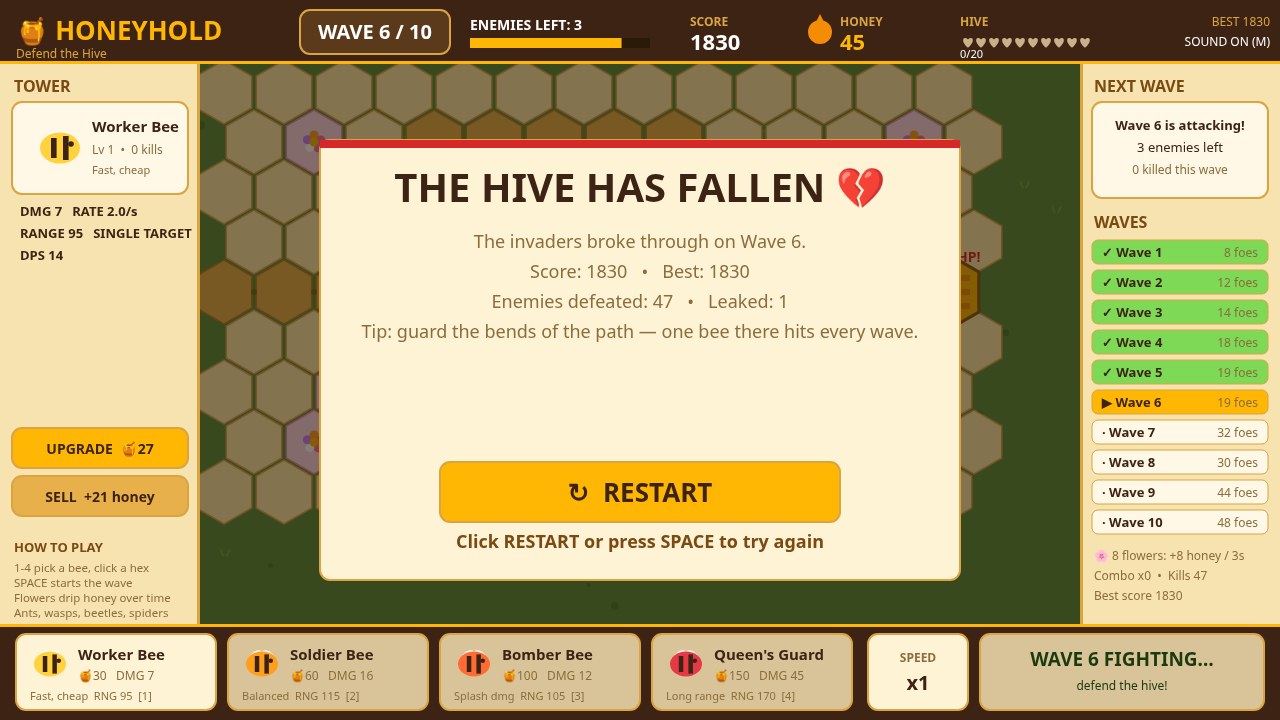 🍯 HONEYHOLD
Defend the Hive
WAVE 6 / 10
ENEMIES LEFT: 3
SCORE
1830
HONEY
45
HIVE
♥♥♥♥♥♥♥♥♥♥
0/20
BEST 1830
SOUND ON (M)
TOWER
Worker Bee
Lv 1 • 0 kills
Fast, cheap
DMG 7 RATE 2.0/s
RANGE 95 SINGLE TARGET
DPS 14
UPGRADE 🍯27
SELL +21 honey
HOW TO PLAY
1-4 pick a bee, click a hex
SPACE starts the wave
Flowers drip honey over time
Ants, wasps, beetles, spiders
THE HIVE HAS FALLEN 💔
The invaders broke through on Wave 6.
Score: 1830 • Best: 1830
Enemies defeated: 47 • Leaked: 1
Tip: guard the bends of the path — one bee there hits every wave.
↻ RESTART
Click RESTART or press SPACE to try again
HP!
NEXT WAVE
Wave 6 is attacking!
3 enemies left
0 killed this wave
WAVES
✓ Wave 1 8 foes
✓ Wave 2 12 foes
✓ Wave 3 14 foes
✓ Wave 4 18 foes
✓ Wave 5 19 foes
▶ Wave 6 19 foes
· Wave 7 32 foes
· Wave 8 30 foes
· Wave 9 44 foes
· Wave 10 48 foes
🌸 8 flowers: +8 honey / 3s
Combo x0 • Kills 47
Best score 1830
Worker Bee
🍯30 DMG 7
Fast, cheap RNG 95 [1]
Soldier Bee
🍯60 DMG 16
Balanced RNG 115 [2]
Bomber Bee
🍯100 DMG 12
Splash dmg RNG 105 [3]
Queen's Guard
🍯150 DMG 45
Long range RNG 170 [4]
SPEED
x1
WAVE 6 FIGHTING...
defend the hive!